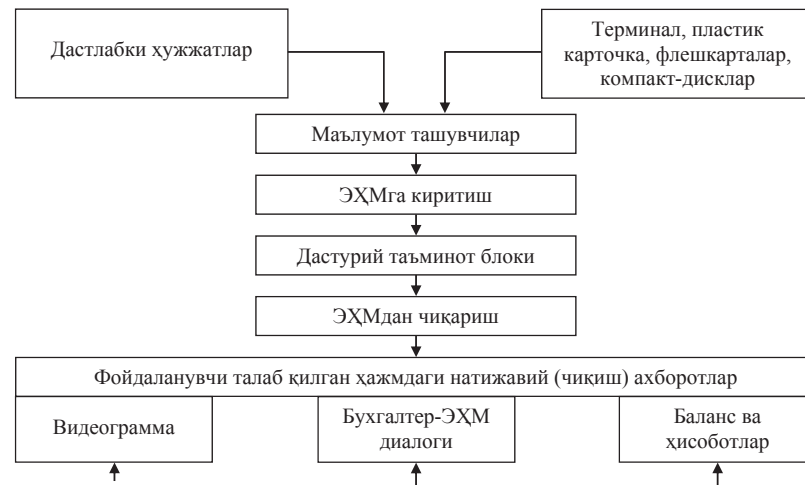 Дастлабки ҳужжатлар
Терминал, пластик
карточка, флешкарталар,
компакт-дисклар
Маълумот ташувчилар
ЭҲМга киритиш
Дастурий таъминот блоки
ЭҲМдан чиқариш
Фойдаланувчи талаб қилган ҳажмдаги натижавий (чиқиш) ахборотлар
Видеограмма
Бухгалтер-ЭҲМ
диалоги
Баланс ва
ҳисоботлар